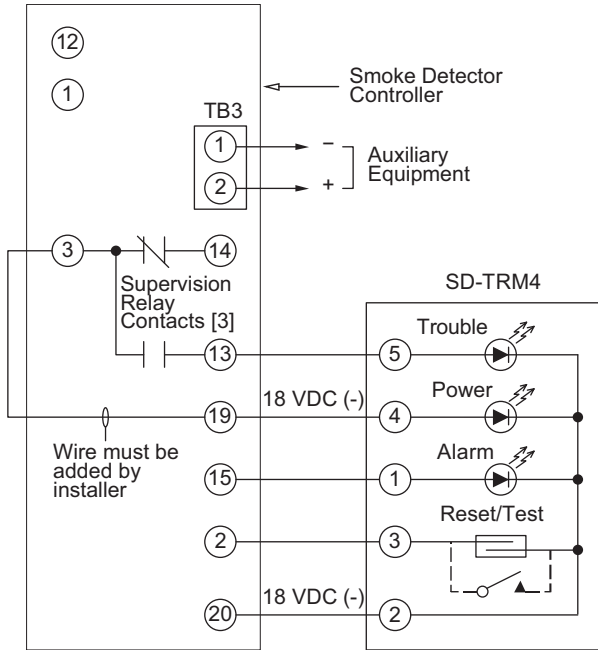 12
1
Smoke Detector
Controller
TB3
1
–
2
+
Auxiliary
Equipment
3
14
Supervision
Relay
Contacts [3]
SD-TRM4
13
5
Trouble
19
18 VDC (-)
4
Power
Wire must be
added by
installer
15
1
Alarm
2
3
Reset/Test
20
18 VDC (-)
2